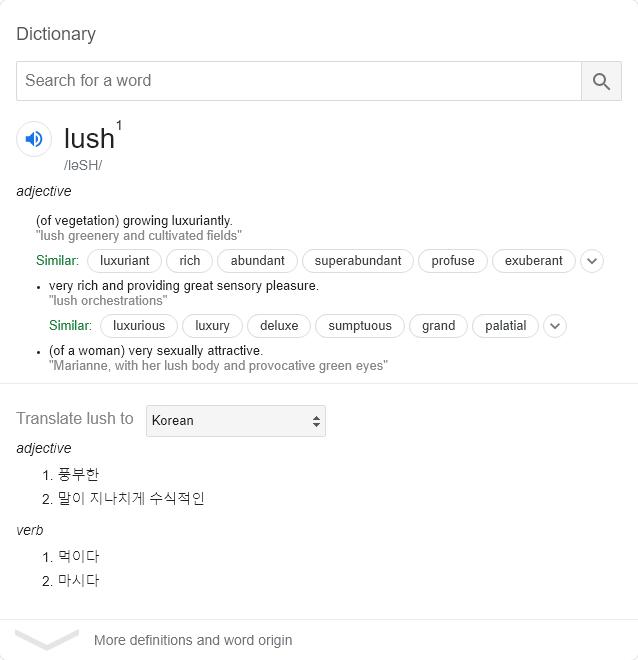 Dictionary
Search for a word
lush1
/ləSH/
adjective
(of vegetation) growing luxuriantly.
"lush greenery and cultivated fields"
Similar: luxuriant rich abundant superabundant profuse exuberant
• very rich and providing great sensory pleasure.
"lush orchestrations"
Similar: luxurious luxury deluxe sumptuous grand palatial
• (of a woman) very sexually attractive.
"Marianne, with her lush body and provocative green eyes"
Translate lush to Korean
adjective
1. 풍부한
2. 말이 지나치게 수식적인
verb
1. 먹이다
2. 마시다
More definitions and word origin